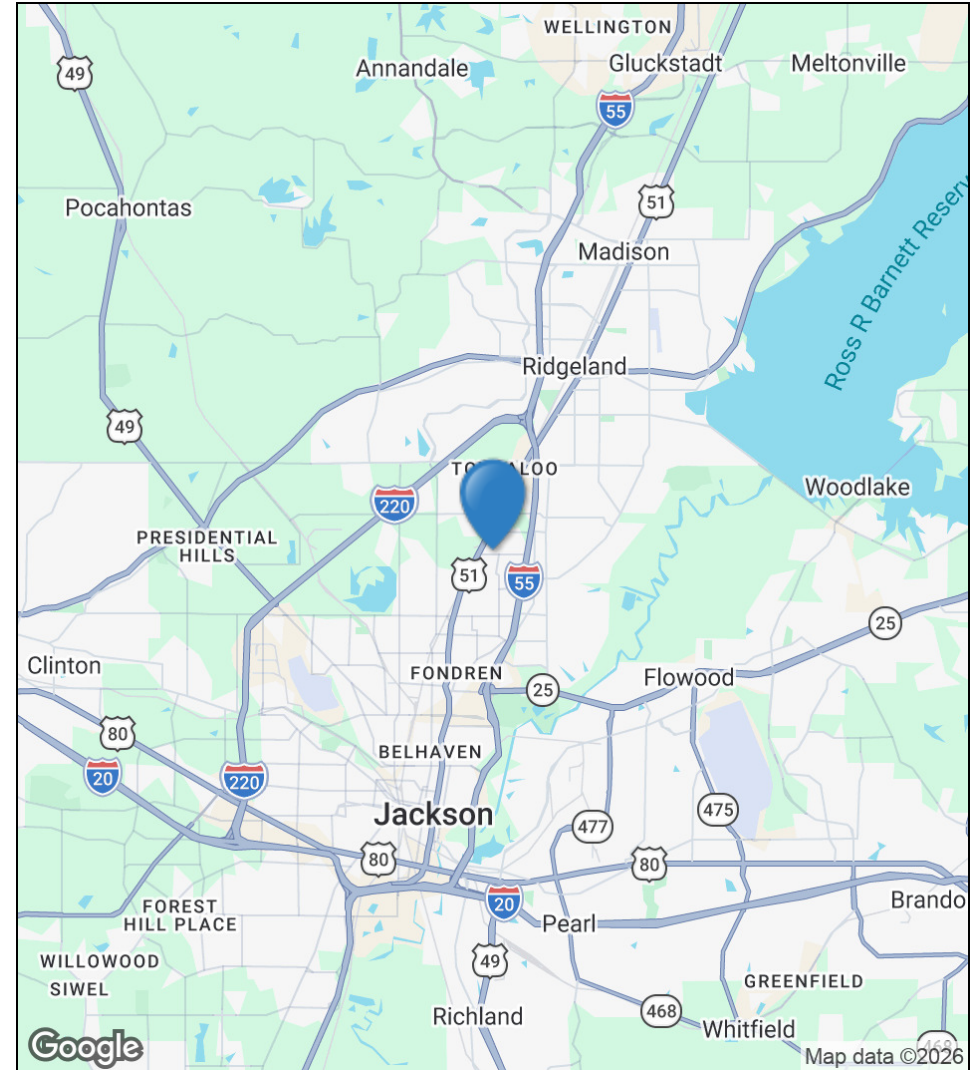 WELLINGTON
Gluckstadt
Meltonville
Annandale
49
55
51
Pocahontas
Madison
Ross R Barnett Reserv
Ridgeland
49
Woodlake
220
PRESIDENTIAL
HILLS
51
55
25
Clinton
FONDREN
Flowood
25
80
BELHAVEN
20
220
475
Jackson
477
80
80
20
Brando
FOREST
HILL PLACE
Pearl
WILLOWOOD
49
SIWEL
GREENFIELD
468
Richland
Whitfield
468
Google
Map data ©2026